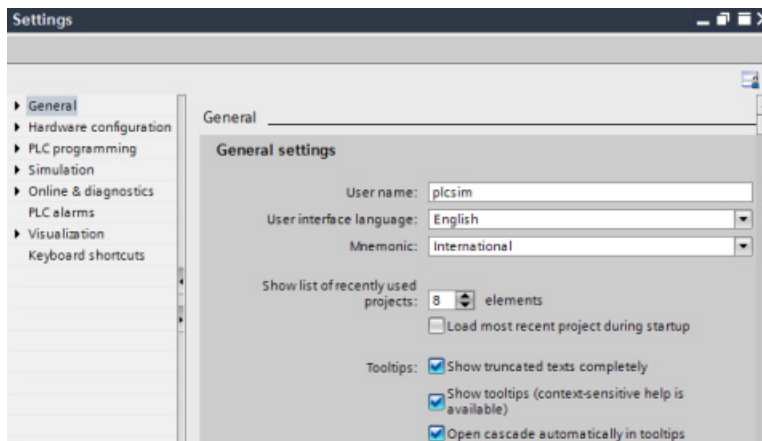 Settings
General
Hardware configuration
PLC programming
Simulation
Online & diagnostics
PLC alarms
Visualization
Keyboard shortcuts
General
General settings
User name: plcsim
User interface language: English
Mnemonic: International
Show list of recently used
projects: 8 elements
Load most recent project during startup
Tooltips: Show truncated texts completely
Show tooltips (context-sensitive help is
available)
Open cascade automatically in tooltips